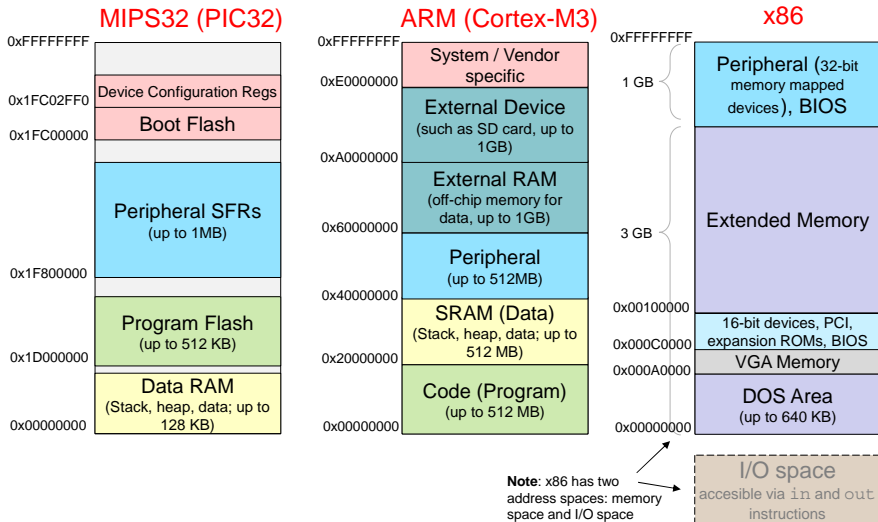 MIPS32 (PIC32)
0xFFFFFFFF
Device Configuration Regs
0x1FC02FF0
Boot Flash
0x1FC00000
Peripheral SFRs
(up to 1MB)
0x1F800000
Program Flash
(up to 512 KB)
0x1D000000
Data RAM
(Stack, heap, data; up to
128 KB)
0x00000000
ARM (Cortex-M3)
0xFFFFFFFF
System / Vendor
specific
0xE0000000
External Device
(such as SD card, up to
1GB)
0xA0000000
External RAM
(off-chip memory for
data, up to 1GB)
0x60000000
Peripheral
(up to 512MB)
0x40000000
SRAM (Data)
(Stack, heap, data; up to
512 MB)
0x20000000
Code (Program)
(up to 512 MB)
0x00000000
x86
0xFFFFFFFF
1 GB
Peripheral (32-bit
memory mapped
devices), BIOS
3 GB
Extended Memory
0x00100000
16-bit devices, PCI,
expansion ROMs, BIOS
0x000C0000
VGA Memory
0x000A0000
DOS Area
(up to 640 KB)
0x00000000
Note: x86 has two
address spaces: memory
space and I/O space
I/O space
accesible via in and out
instructions